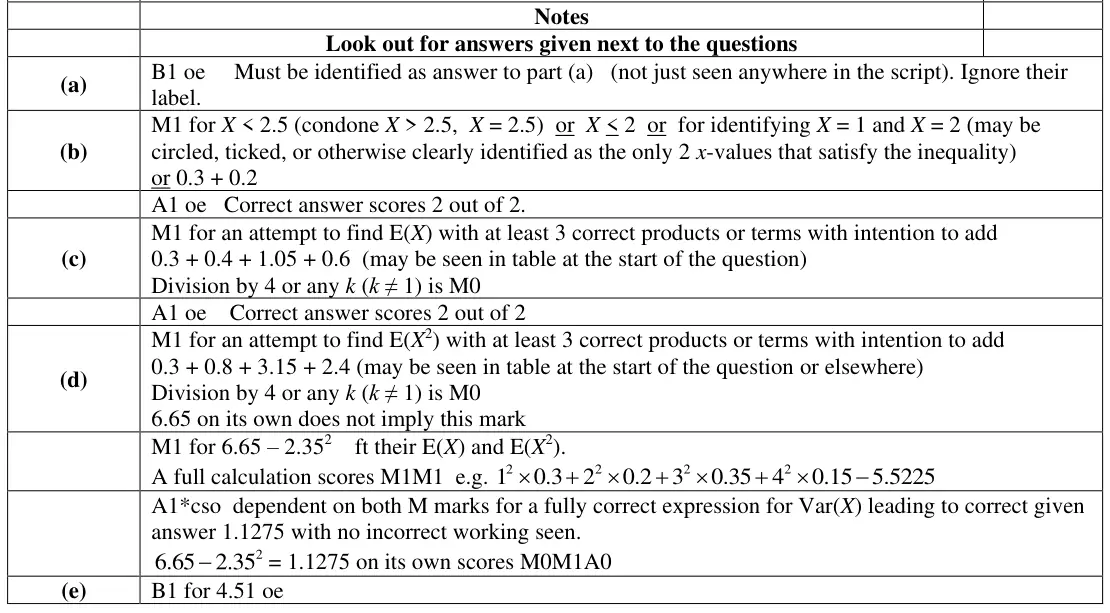 Notes
Look out for answers given next to the questions
(a)
B1 oe Must be identified as answer to part (a) (not just seen anywhere in the script). Ignore their
label.
(b)
M1 for X < 2.5 (condone X > 2.5, X = 2.5) or X < 2 or for identifying X = 1 and X = 2 (may be
circled, ticked, or otherwise clearly identified as the only 2 x-values that satisfy the inequality)
or 0.3 + 0.2
A1 oe Correct answer scores 2 out of 2.
(c)
M1 for an attempt to find E(X) with at least 3 correct products or terms with intention to add
0.3 + 0.4 + 1.05 + 0.6 (may be seen in table at the start of the question)
Division by 4 or any k (k ≠ 1) is M0
A1 oe Correct answer scores 2 out of 2
(d)
M1 for an attempt to find E(X²) with at least 3 correct products or terms with intention to add
0.3 + 0.8 + 3.15 + 2.4 (may be seen in table at the start of the question or elsewhere)
Division by 4 or any k (k ≠ 1) is M0
6.65 on its own does not imply this mark
M1 for 6.65 – 2.35² ft their E(X) and E(X²).
A full calculation scores M1M1 e.g. 1² × 0.3 + 2² × 0.2 + 3² × 0.35 + 4² × 0.15 − 5.5225
A1*cso dependent on both M marks for a fully correct expression for Var(X) leading to correct given
answer 1.1275 with no incorrect working seen.
6.65 − 2.35² = 1.1275 on its own scores M0M1A0
(e)
B1 for 4.51 oe